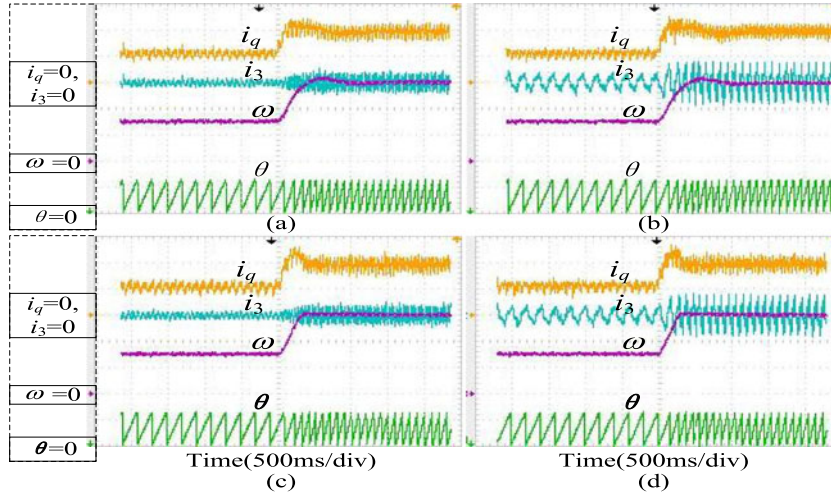 i_q
i_3
ω
θ
(a)
i_q
i_3
ω
θ
(b)
i_q=0,
i_3=0
ω =0
θ=0
i_q
i_3
ω
θ
Time(500ms/div)
(c)
i_q
i_3
ω
θ
Time(500ms/div)
(d)
i_q=0,
i_3=0
ω =0
θ=0